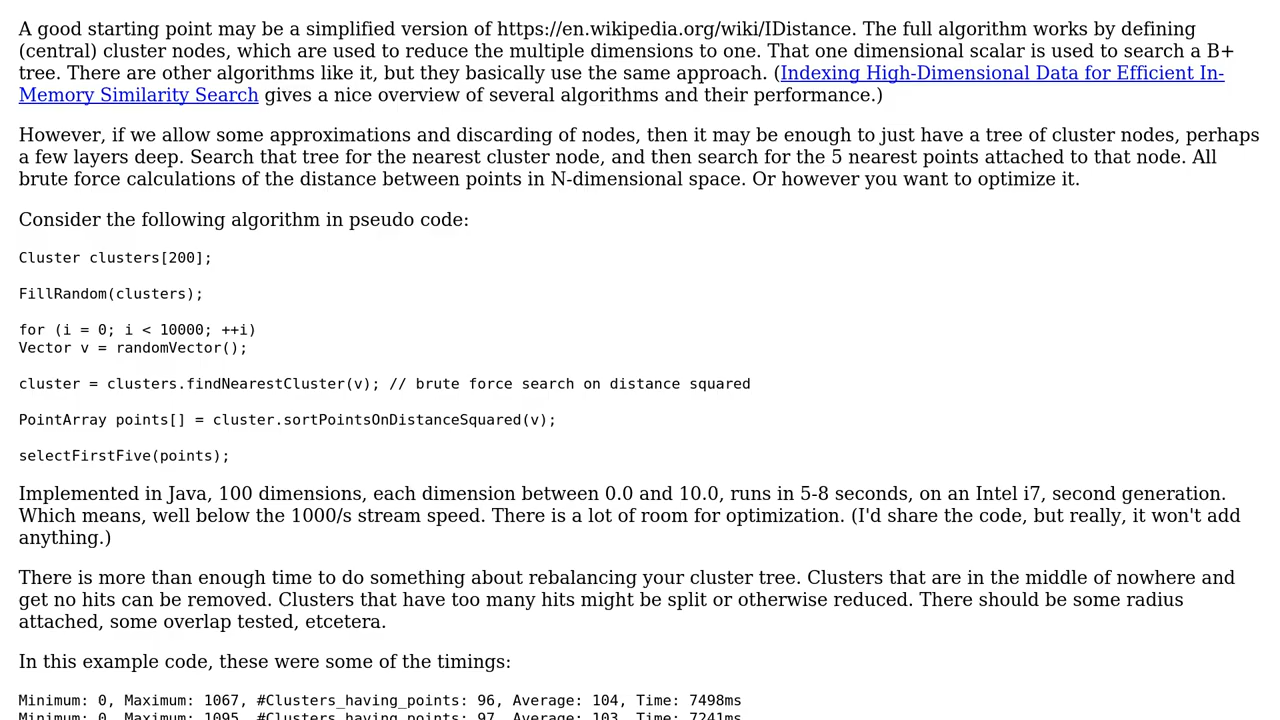 A good starting point may be a simplified version of https://en.wikipedia.org/wiki/IDistance. The full algorithm works by defining
(central) cluster nodes, which are used to reduce the multiple dimensions to one. That one dimensional scalar is used to search a B+
tree. There are other algorithms like it, but they basically use the same approach. (Indexing High-Dimensional Data for Efficient In-
Memory Similarity Search gives a nice overview of several algorithms and their performance.)
However, if we allow some approximations and discarding of nodes, then it may be enough to just have a tree of cluster nodes, perhaps
a few layers deep. Search that tree for the nearest cluster node, and then search for the 5 nearest points attached to that node. All
brute force calculations of the distance between points in N-dimensional space. Or however you want to optimize it.
Consider the following algorithm in pseudo code:
Cluster clusters[200];
FillRandom(clusters);
for (i = 0; i < 10000; ++i)
Vector v = randomVector();
cluster = clusters.findNearestCluster(v); // brute force search on distance squared
PointArray points[] = cluster.sortPointsOnDistanceSquared(v);
selectFirstFive(points);
Implemented in Java, 100 dimensions, each dimension between 0.0 and 10.0, runs in 5-8 seconds, on an Intel i7, second generation.
Which means, well below the 1000/s stream speed. There is a lot of room for optimization. (I'd share the code, but really, it won't add
anything.)
There is more than enough time to do something about rebalancing your cluster tree. Clusters that are in the middle of nowhere and
get no hits can be removed. Clusters that have too many hits might be split or otherwise reduced. There should be some radius
attached, some overlap tested, etcetera.
In this example code, these were some of the timings:
Minimum: 0, Maximum: 1067, #Clusters_having_points: 96, Average: 104, Time: 7498ms
Minimum: 0, Maximum: 1095, #Clusters_having_points: 97, Average: 103, Time: 7241ms